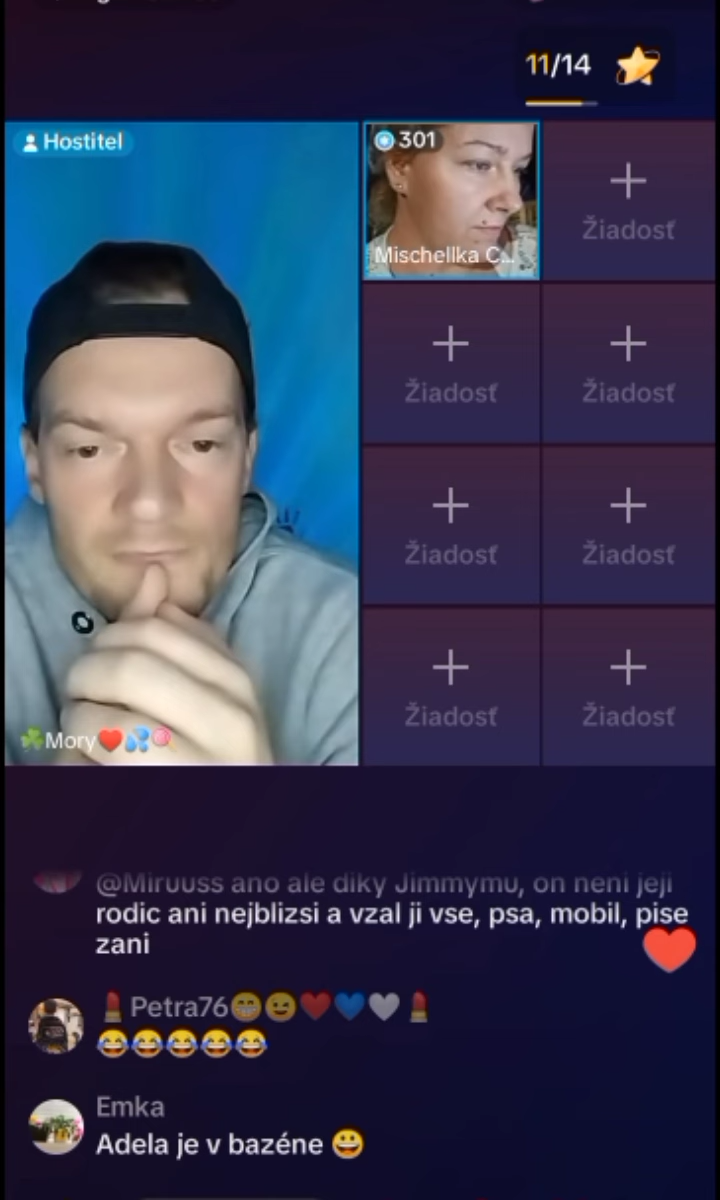 11/14
Hostitel
301
Mischellka C...
Žiadosť
Žiadosť
Žiadosť
Žiadosť
Žiadosť
Žiadosť
Žiadosť
☘️Mory❤️💦🍭
@Miruuss ano ale diky Jimmymu, on neni jeji
rodic ani nejblizsi a vzal ji vse, psa, mobil, pise
zani
💄Petra76😁😉❤️💙🤍💄
😂😂😂😂😂
Emka
Adela je v bazéne 😀